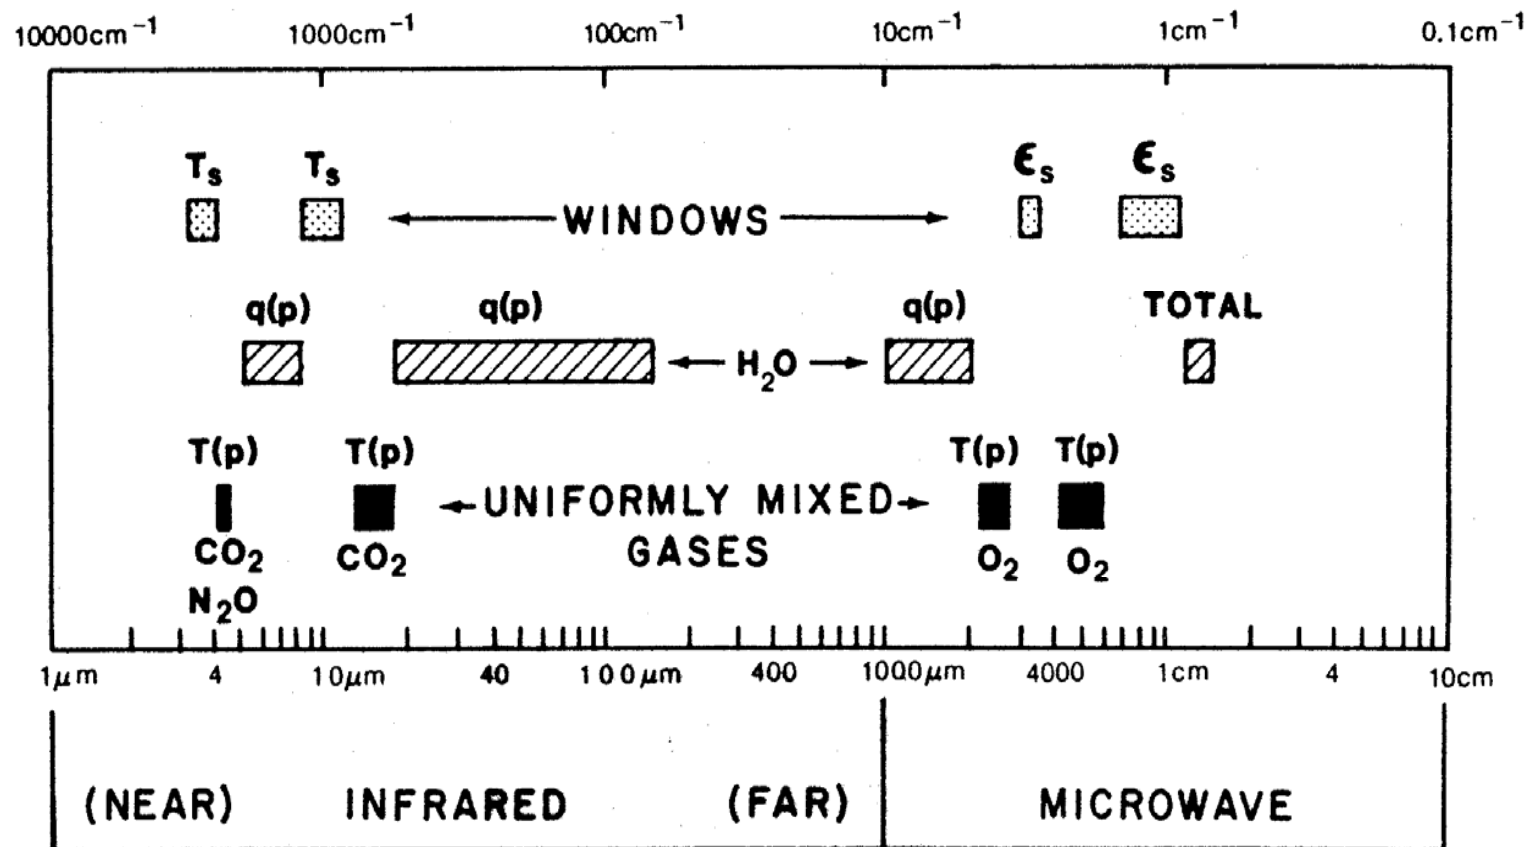 10000cm⁻¹ 1000cm⁻¹ 100cm⁻¹ 10cm⁻¹ 1cm⁻¹ 0.1cm⁻¹
Tₛ Tₛ ϵₛ ϵₛ
WINDOWS
q(p) q(p) q(p) TOTAL
H₂O
T(p) T(p) T(p) T(p)
UNIFORMLY MIXED
GASES
CO₂ CO₂ O₂ O₂
N₂O
1μm 4 10μm 40 100μm 400 1000μm 4000 1cm 4 10cm
(NEAR) INFRARED (FAR) MICROWAVE